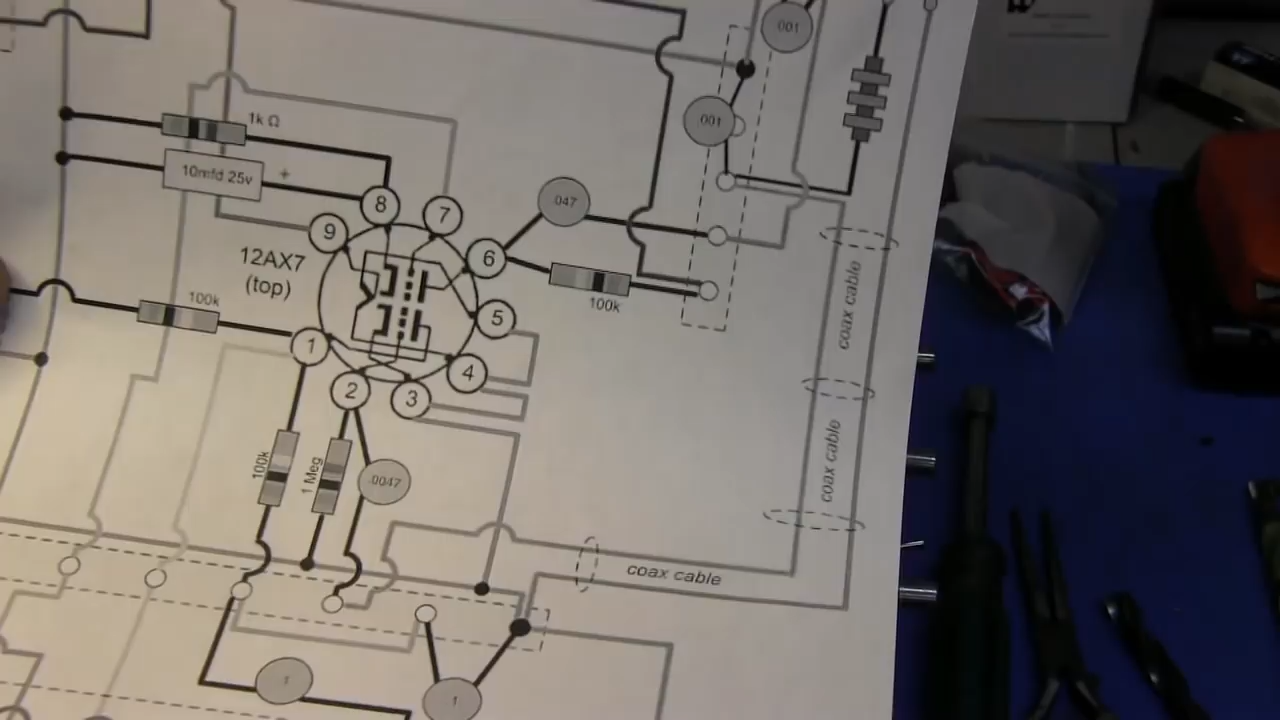 001
001
1k Ω
10mfd 25v
+
8
7
9
.047
6
12AX7
(top)
100k
100k
5
1
4
2
3
coax cable
coax cable
100k
1 Meg
.0047
coax cable
.1
.1